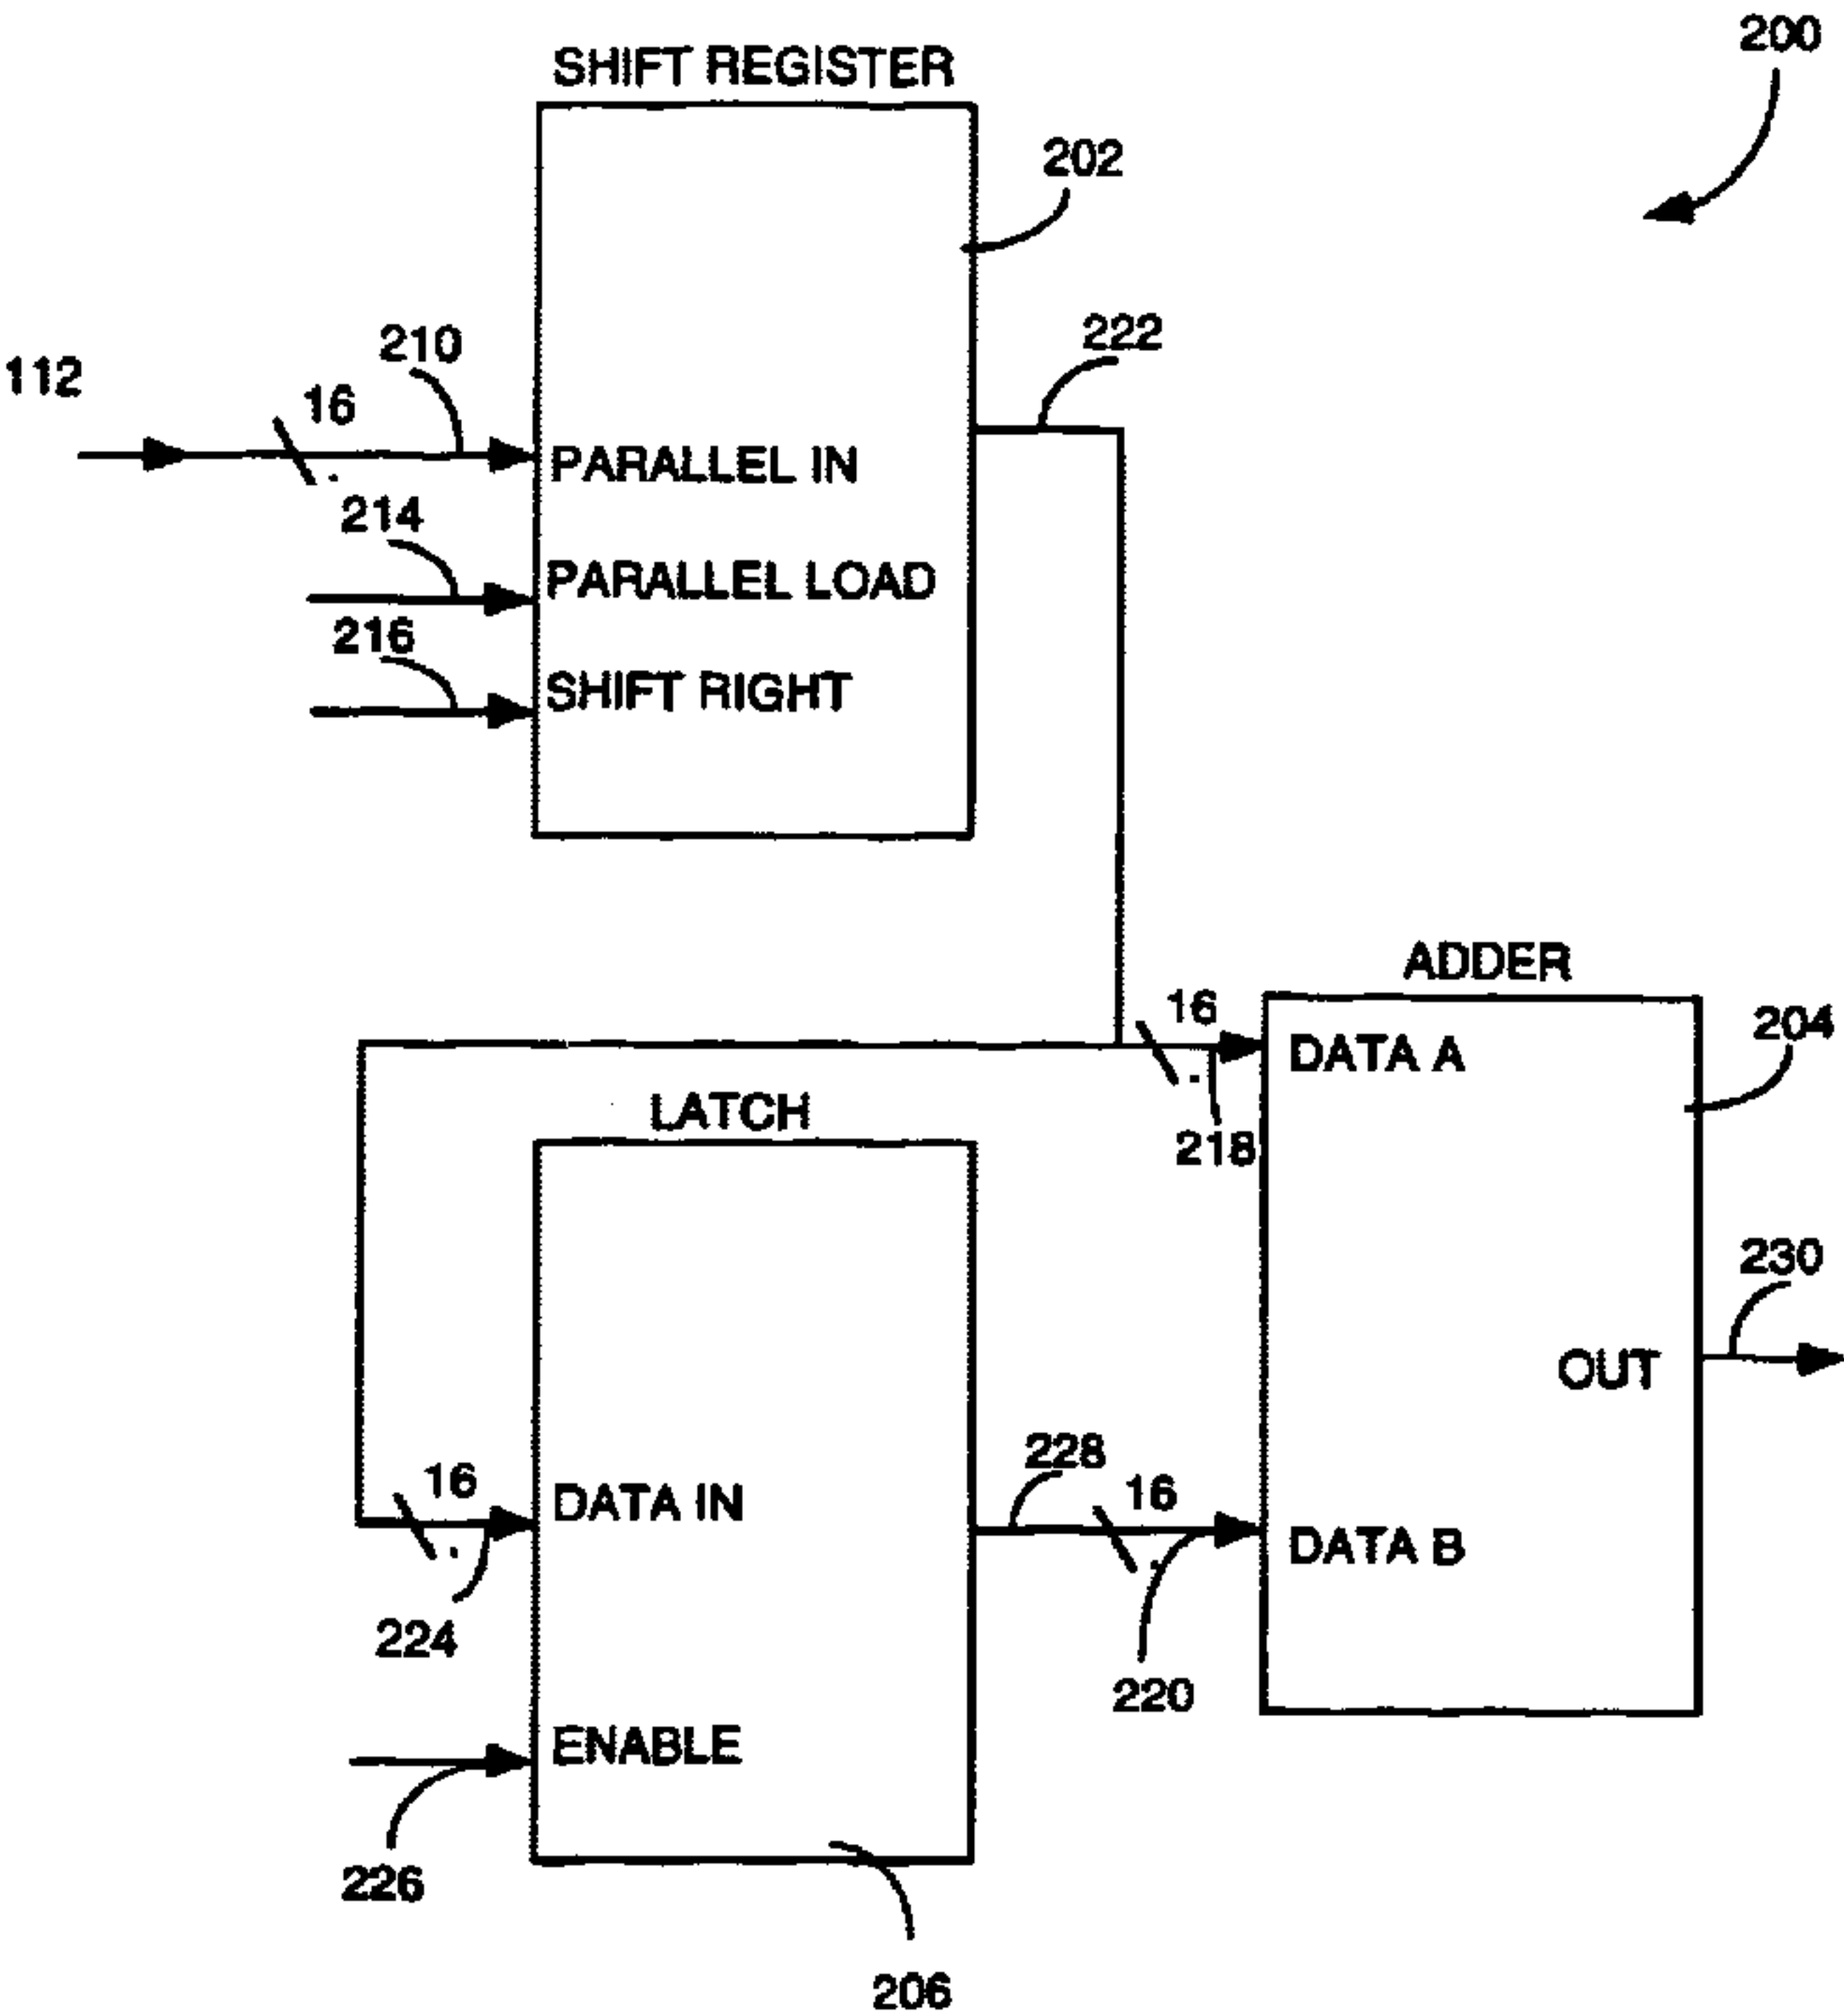 200
SHIFT REGISTER
202
222
210
112
16
PARALLEL IN
214
PARALLEL LOAD
216
SHIFT RIGHT
ADDER
16
204
DATA A
LATCH
218
230
OUT
228
16
16
DATA IN
DATA B
224
220
ENABLE
226
206